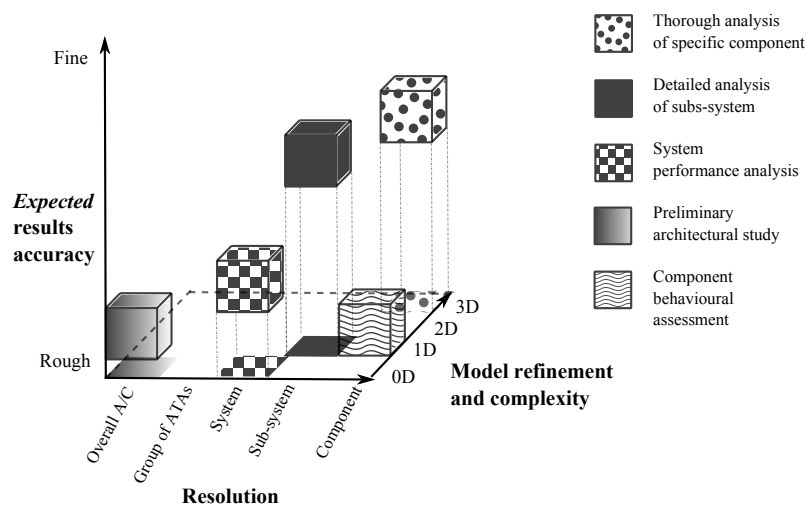 Fine
Expected
results
accuracy
Rough
Overall A/C
Group of ATAs
System
Sub-system
Component
Resolution
0D
1D
2D
3D
Model refinement
and complexity
Thorough analysis
of specific component
Detailed analysis
of subs-system
System
performance analysis
Preliminary
architectural study
Component
behavioural
assessment